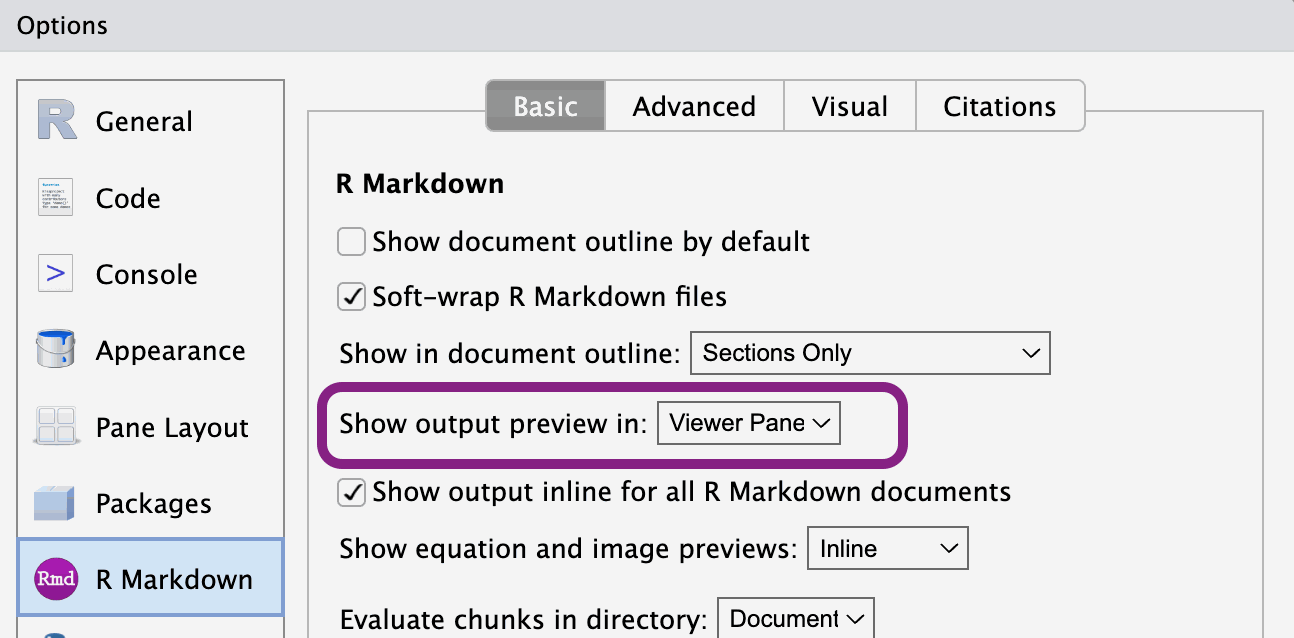 Options
General
Code
Console
Appearance
Pane Layout
Packages
Rmd R Markdown
Basic Advanced Visual Citations
R Markdown
Show document outline by default
Soft-wrap R Markdown files
Show in document outline: Sections Only
Show output preview in: Viewer Pane
Show output inline for all R Markdown documents
Show equation and image previews: Inline
Evaluate chunks in directory: Document